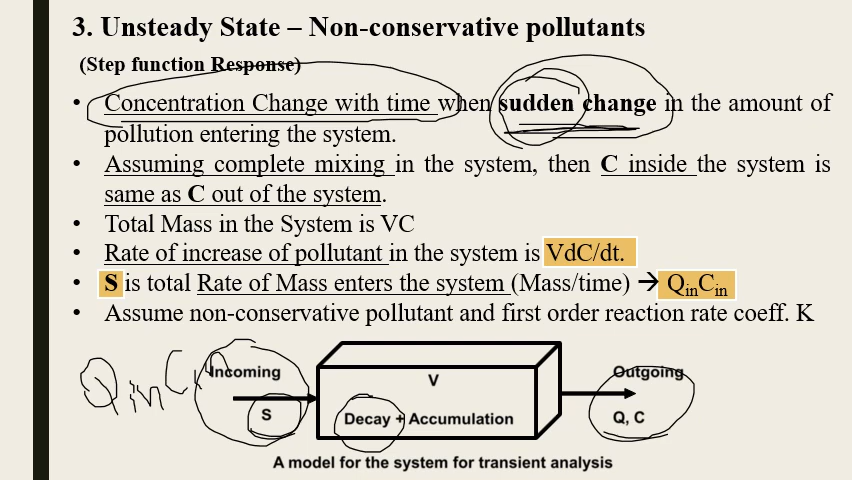 3. Unsteady State – Non-conservative pollutants
(Step function Response)
• Concentration Change with time when sudden change in the amount of
pollution entering the system.
• Assuming complete mixing in the system, then C inside the system is
same as C out of the system.
• Total Mass in the System is VC
• Rate of increase of pollutant in the system is VdC/dt.
• S is total Rate of Mass enters the system (Mass/time) → QinCin
• Assume non-conservative pollutant and first order reaction rate coeff. K
Qin Cin
Incoming
S
V
Decay + Accumulation
Outgoing
Q, C
A model for the system for transient analysis